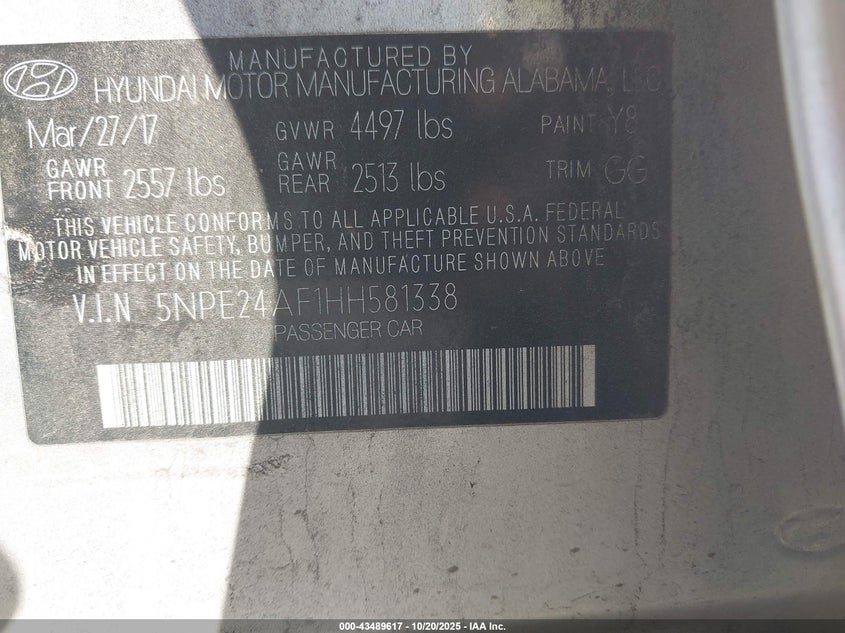 MANUFACTURED BY
HYUNDAI MOTOR MANUFACTURING ALABAMA, LLC
Mar/27/17 GVWR 4497 lbs PAINT Y8
GAWR FRONT 2557 lbs GAWR REAR 2513 lbs TRIM GG
THIS VEHICLE CONFORMS TO ALL APPLICABLE U.S.A. FEDERAL
MOTOR VEHICLE SAFETY, BUMPER, AND THEFT PREVENTION STANDARDS
IN EFFECT ON THE DATE OF MANUFACTURE SHOWN ABOVE
V.I.N 5NPE24AF1HH581338
PASSENGER CAR
000-43489617 - 10/20/2025 - IAA Inc.